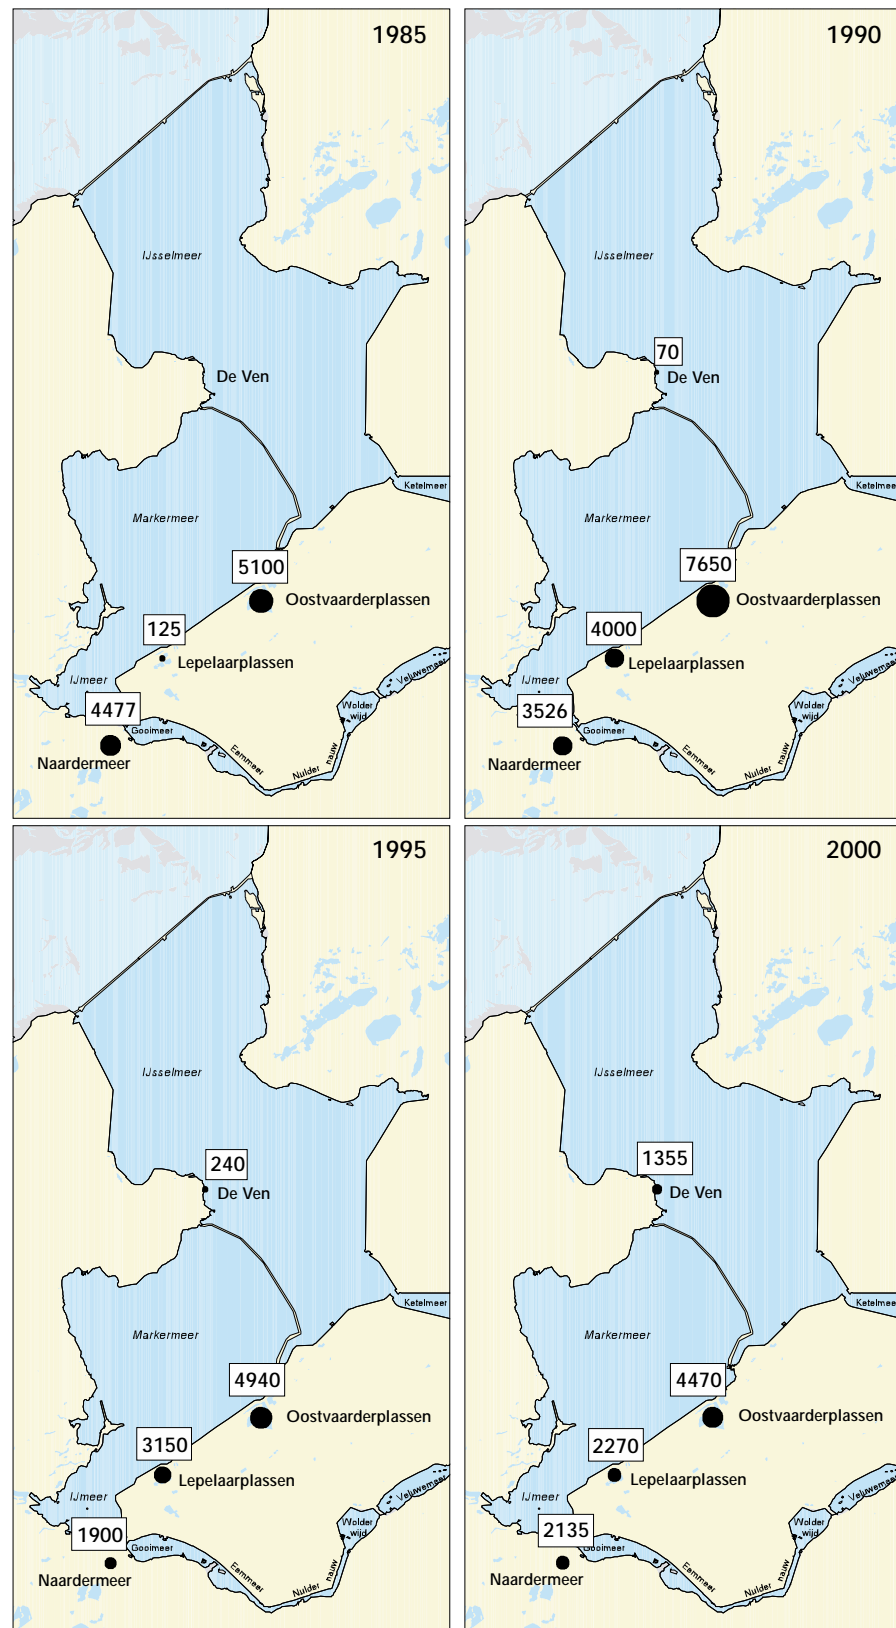 1985
IJsselmeer
De Ven
Ketelmeer
Markermeer
5100
Oostvaarderplassen
125
Lepelaarplassen
IJmeer
Veluwemeer
4477
Wolder
wijd
Gooimeer
Eemmeer
Nulder
nauw
Naardermeer
1990
IJsselmeer
70
De Ven
Ketelmeer
Markermeer
7650
Oostvaarderplassen
4000
Lepelaarplassen
IJmeer
Veluwemeer
3526
Wolder
wijd
Gooimeer
Eemmeer
Nulder
nauw
Naardermeer
1995
IJsselmeer
240
De Ven
Ketelmeer
Markermeer
4940
Oostvaarderplassen
3150
Lepelaarplassen
IJmeer
Veluwemeer
1900
Wolder
wijd
Gooimeer
Eemmeer
Nulder
nauw
Naardermeer
2000
IJsselmeer
1355
De Ven
Ketelmeer
Markermeer
4470
Oostvaarderplassen
2270
Lepelaarplassen
IJmeer
Veluwemeer
2135
Wolder
wijd
Gooimeer
Eemmeer
Nulder
nauw
Naardermeer